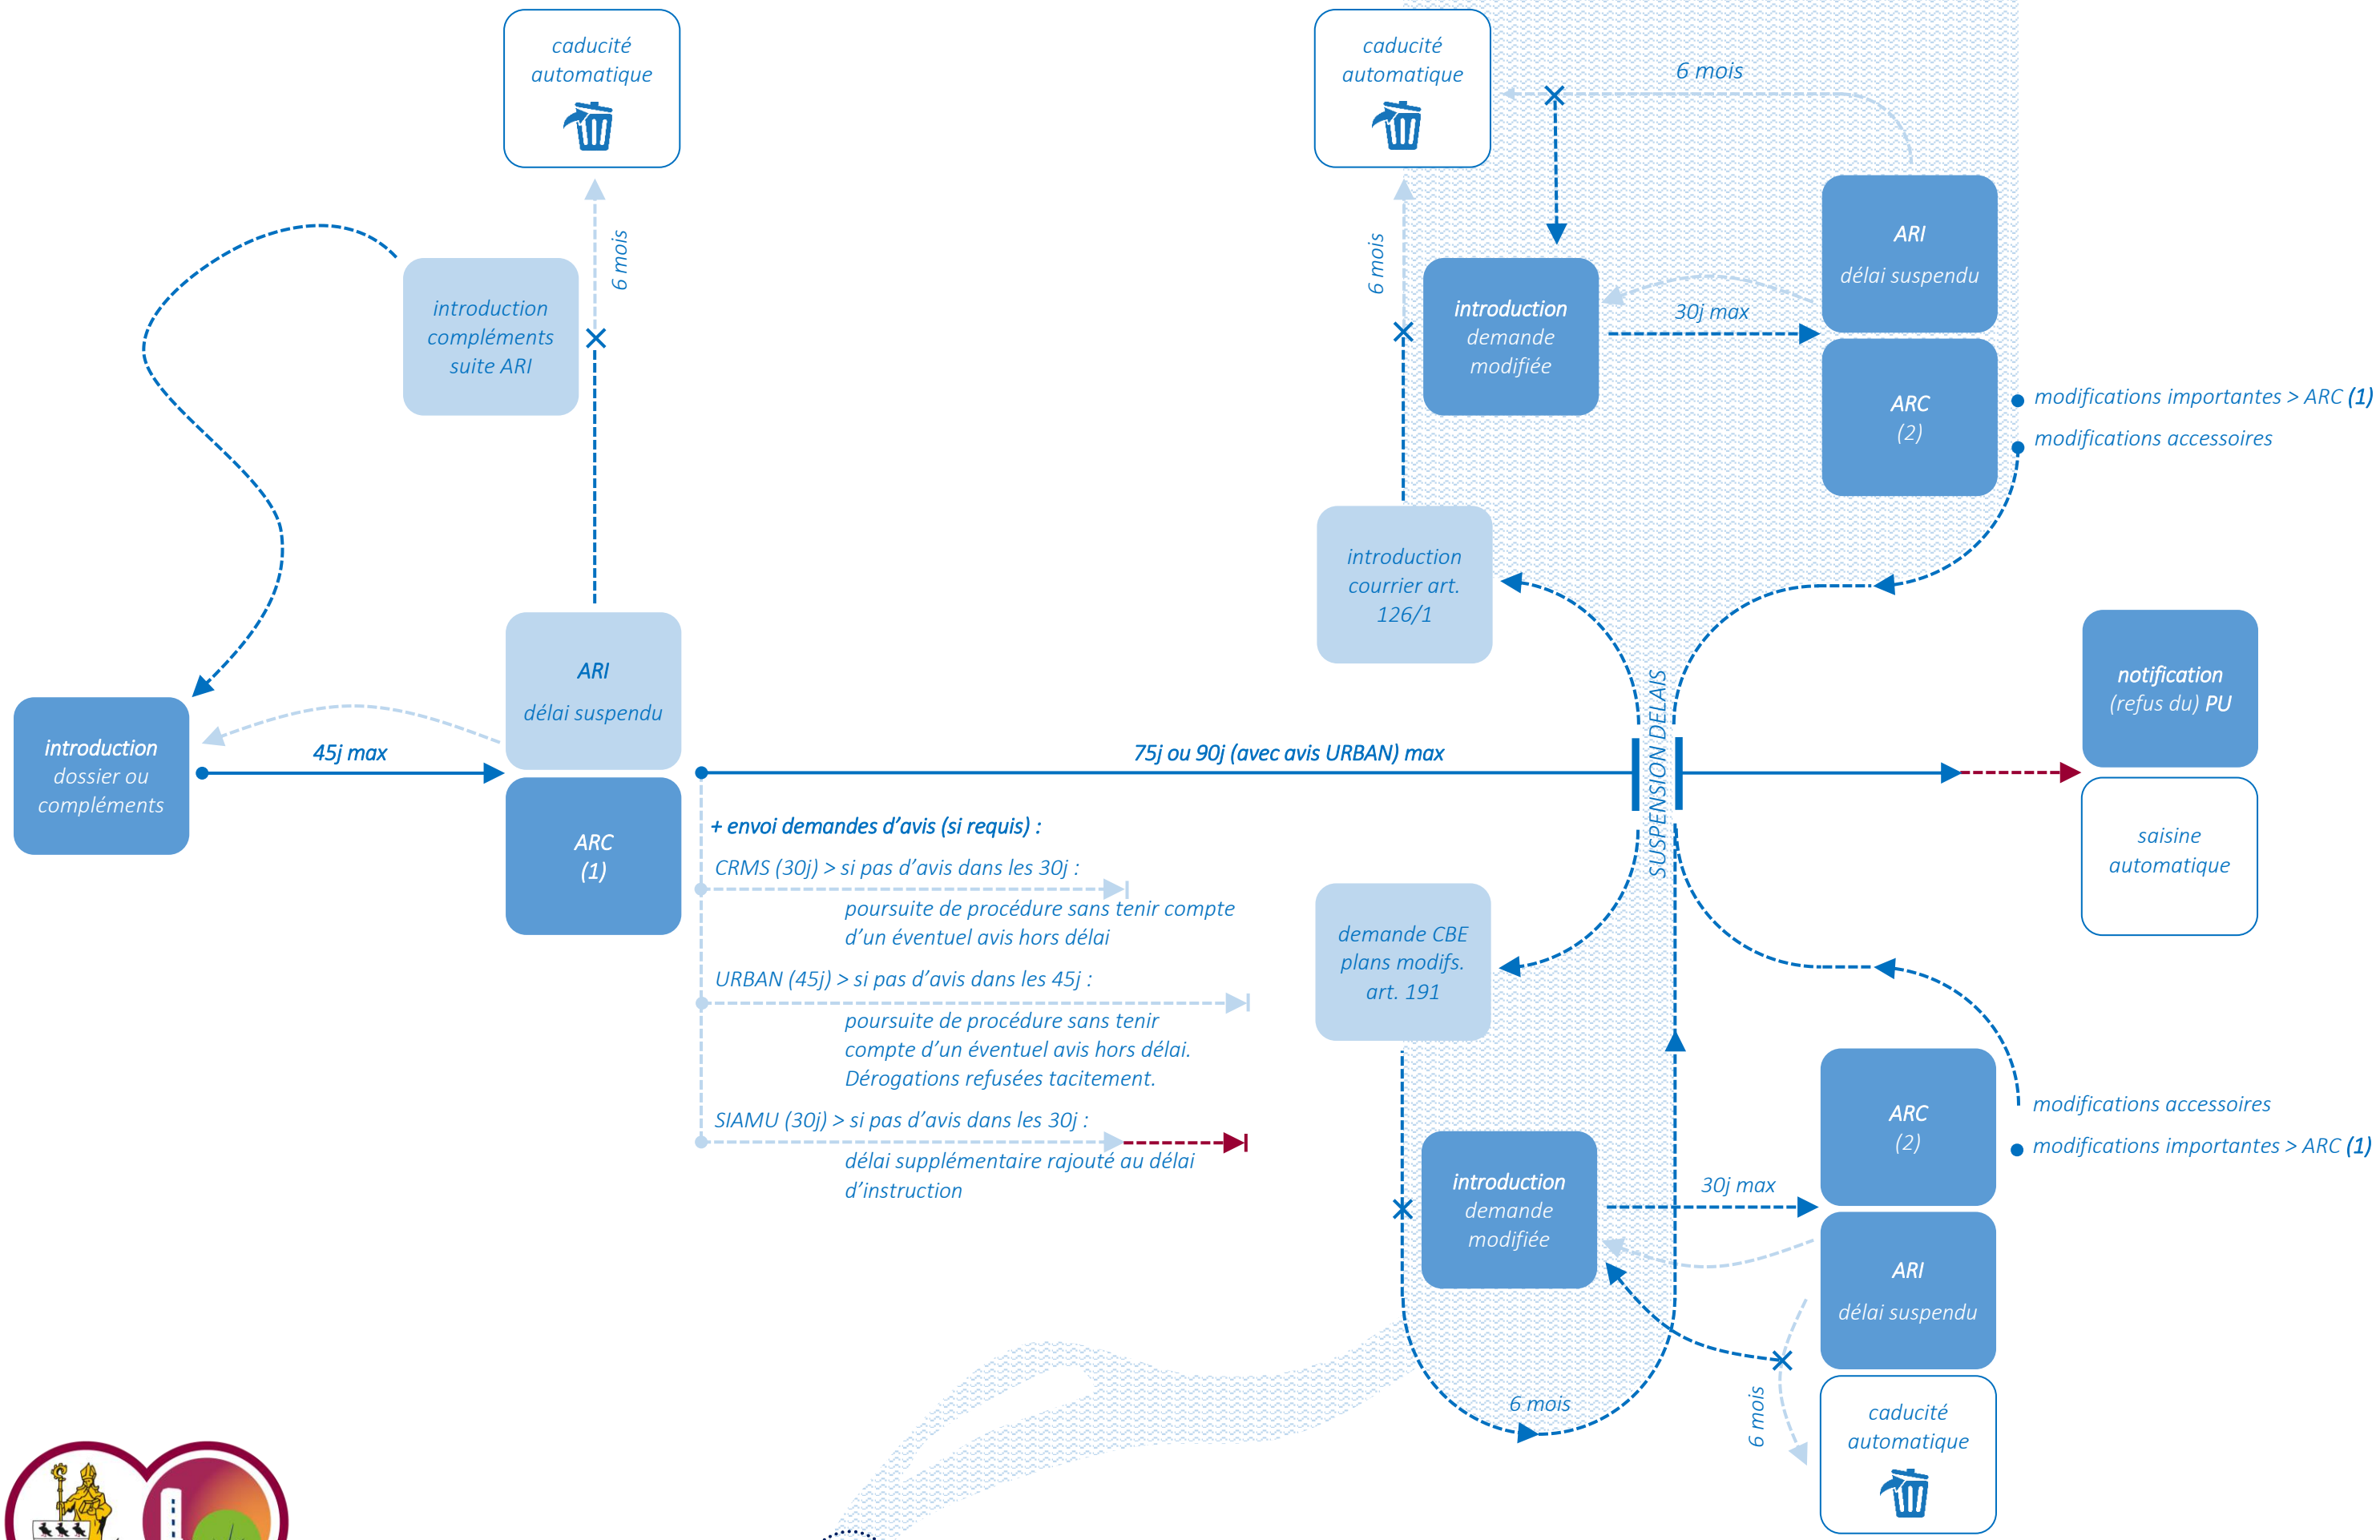 caducité
automatique
caducité
automatique
6 mois
6 mois
6 mois
ARI
délai suspendu
introduction
compléments
suite ARI
introduction
demande
modifiée
30j max
ARC
(2)
modifications importantes > ARC (1)
modifications accessoires
introduction
courrier art.
126/1
ARI
délai suspendu
SUSPENSION DELAIS
notification
(refus du) PU
introduction
dossier ou
compléments
45j max
75j ou 90j (avec avis URBAN) max
ARC
(1)
saisine
automatique
+ envoi demandes d’avis (si requis) :
CRMS (30j) > si pas d’avis dans les 30j :
poursuite de procédure sans tenir compte
d’un éventuel avis hors délai
URBAN (45j) > si pas d’avis dans les 45j :
poursuite de procédure sans tenir
compte d’un éventuel avis hors délai.
Dérogations refusées tacitement.
SIAMU (30j) > si pas d’avis dans les 30j :
délai supplémentaire rajouté au délai
d’instruction
demande CBE
plans modifs.
art. 191
ARC
(2)
modifications accessoires
modifications importantes > ARC (1)
introduction
demande
modifiée
30j max
ARI
délai suspendu
6 mois
6 mois
caducité
automatique